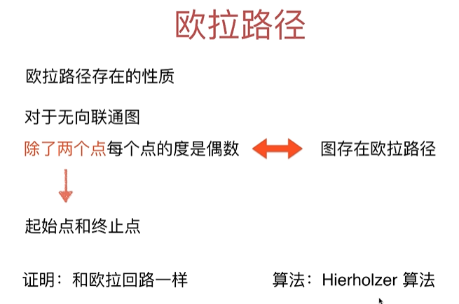 欧拉路径
欧拉路径存在的性质
对于无向联通图
除了两个点每个点的度是偶数 图存在欧拉路径
起始点和终止点
证明：和欧拉回路一样 算法：Hierholzer 算法